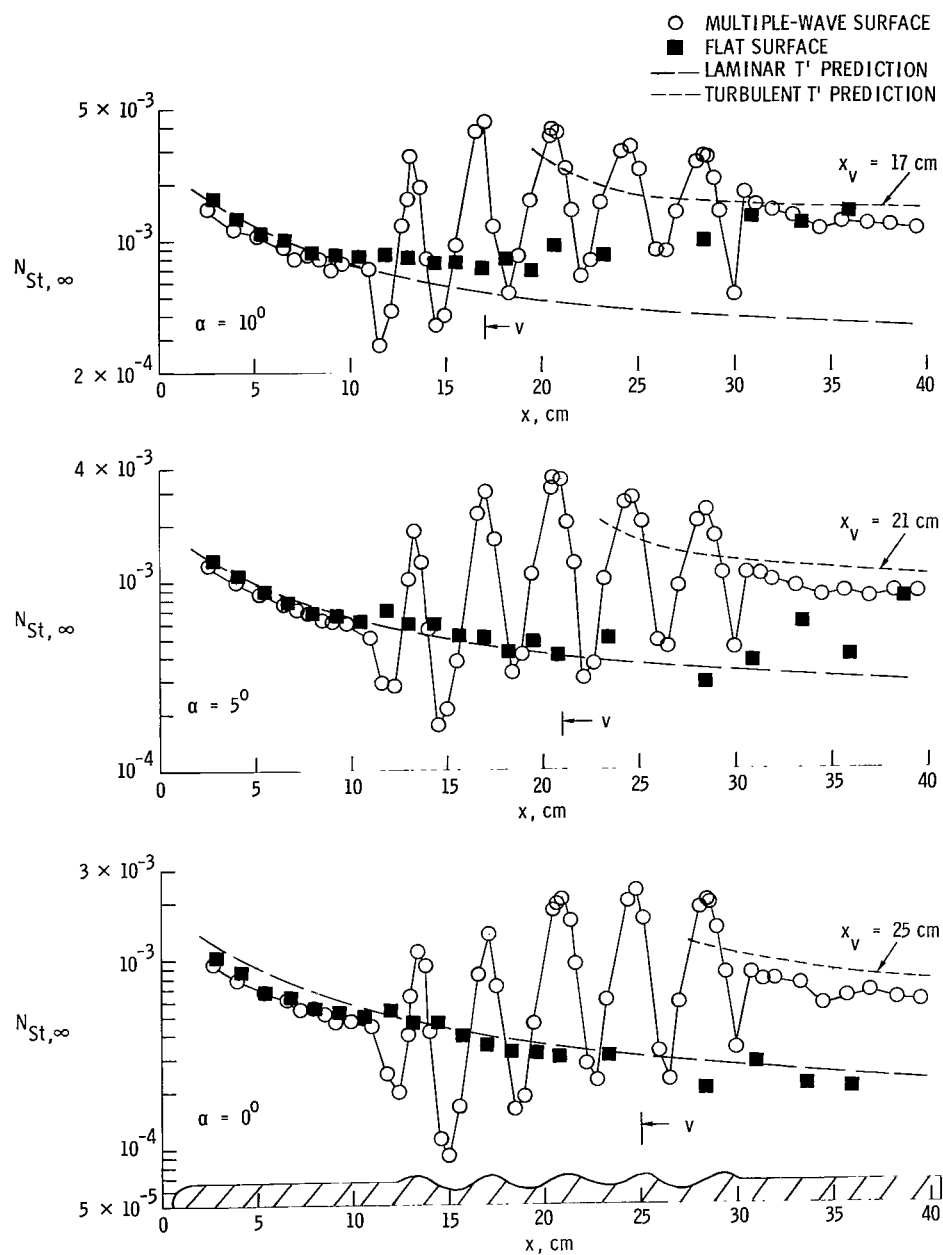 MULTIPLE-WAVE SURFACE
FLAT SURFACE
LAMINAR T' PREDICTION
TURBULENT T' PREDICTION
5 × 10⁻³
10⁻³
2 × 10⁻⁴
N_St,∞
α = 10⁰
x_v = 17 cm
v
0 5 10 15 20 25 30 35 40
x, cm
4 × 10⁻³
10⁻³
10⁻⁴
N_St,∞
α = 5⁰
x_v = 21 cm
v
0 5 10 15 20 25 30 35 40
x, cm
3 × 10⁻³
10⁻³
10⁻⁴
5 × 10⁻⁵
N_St,∞
α = 0⁰
x_v = 25 cm
v
0 5 10 15 20 25 30 35 40
x, cm